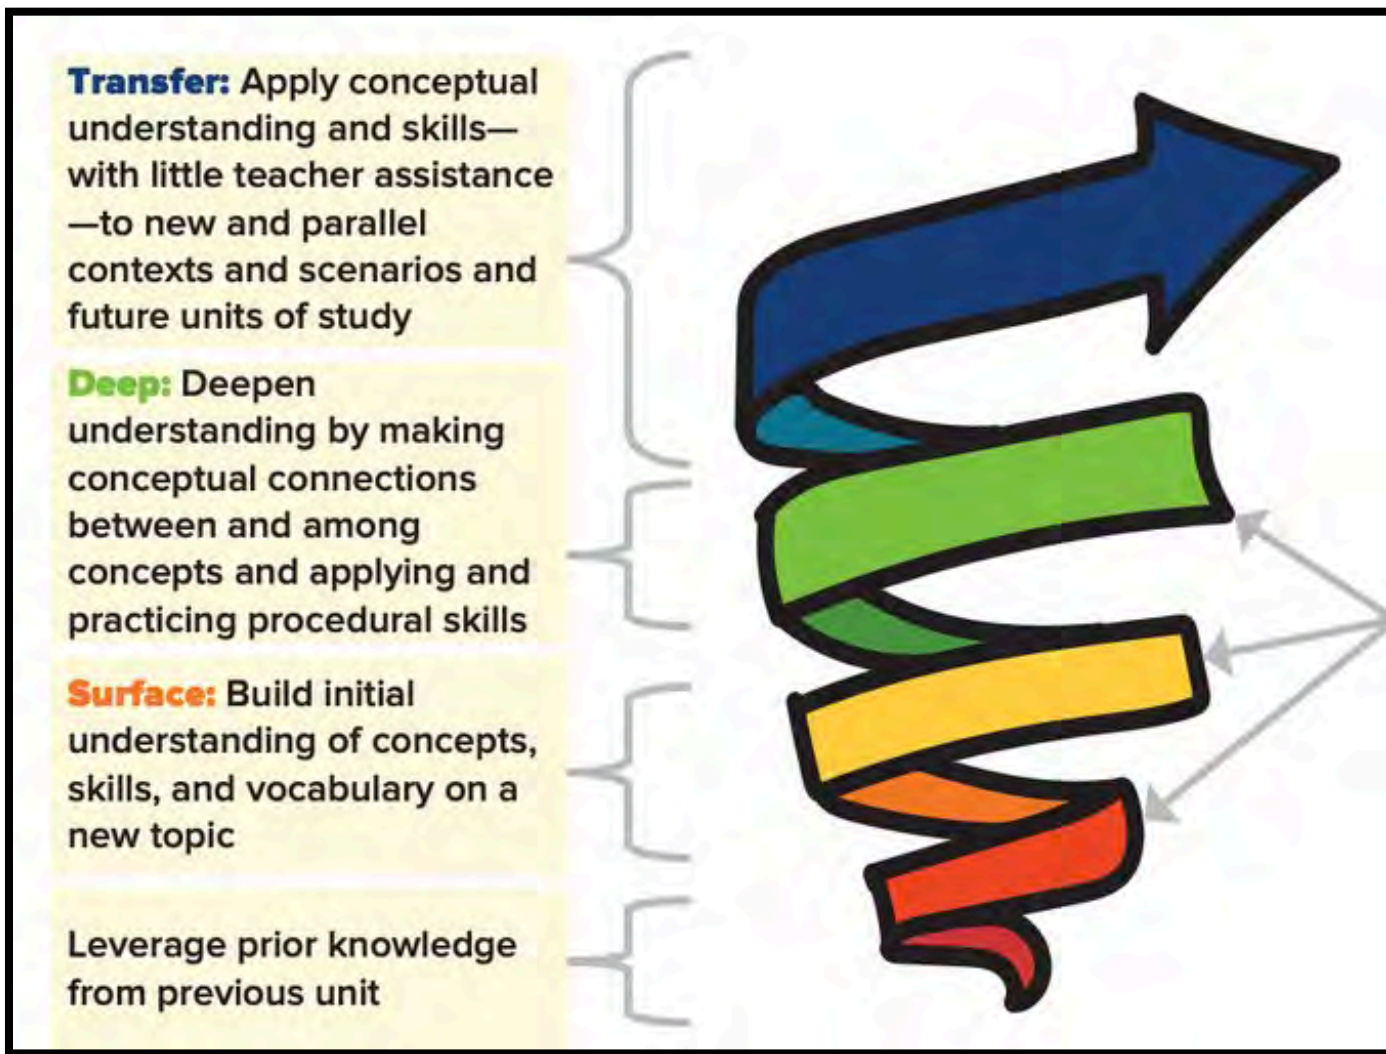 Transfer: Apply conceptual
understanding and skills—
with little teacher assistance
—to new and parallel
contexts and scenarios and
future units of study
Deep: Deepen
understanding by making
conceptual connections
between and among
concepts and applying and
practicing procedural skills
Surface: Build initial
understanding of concepts,
skills, and vocabulary on a
new topic
Leverage prior knowledge
from previous unit